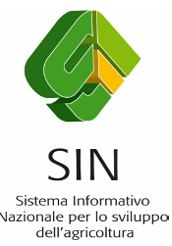 SIN
Sistema Informativo
Nazionale per lo sviluppo
dell'agricoltura